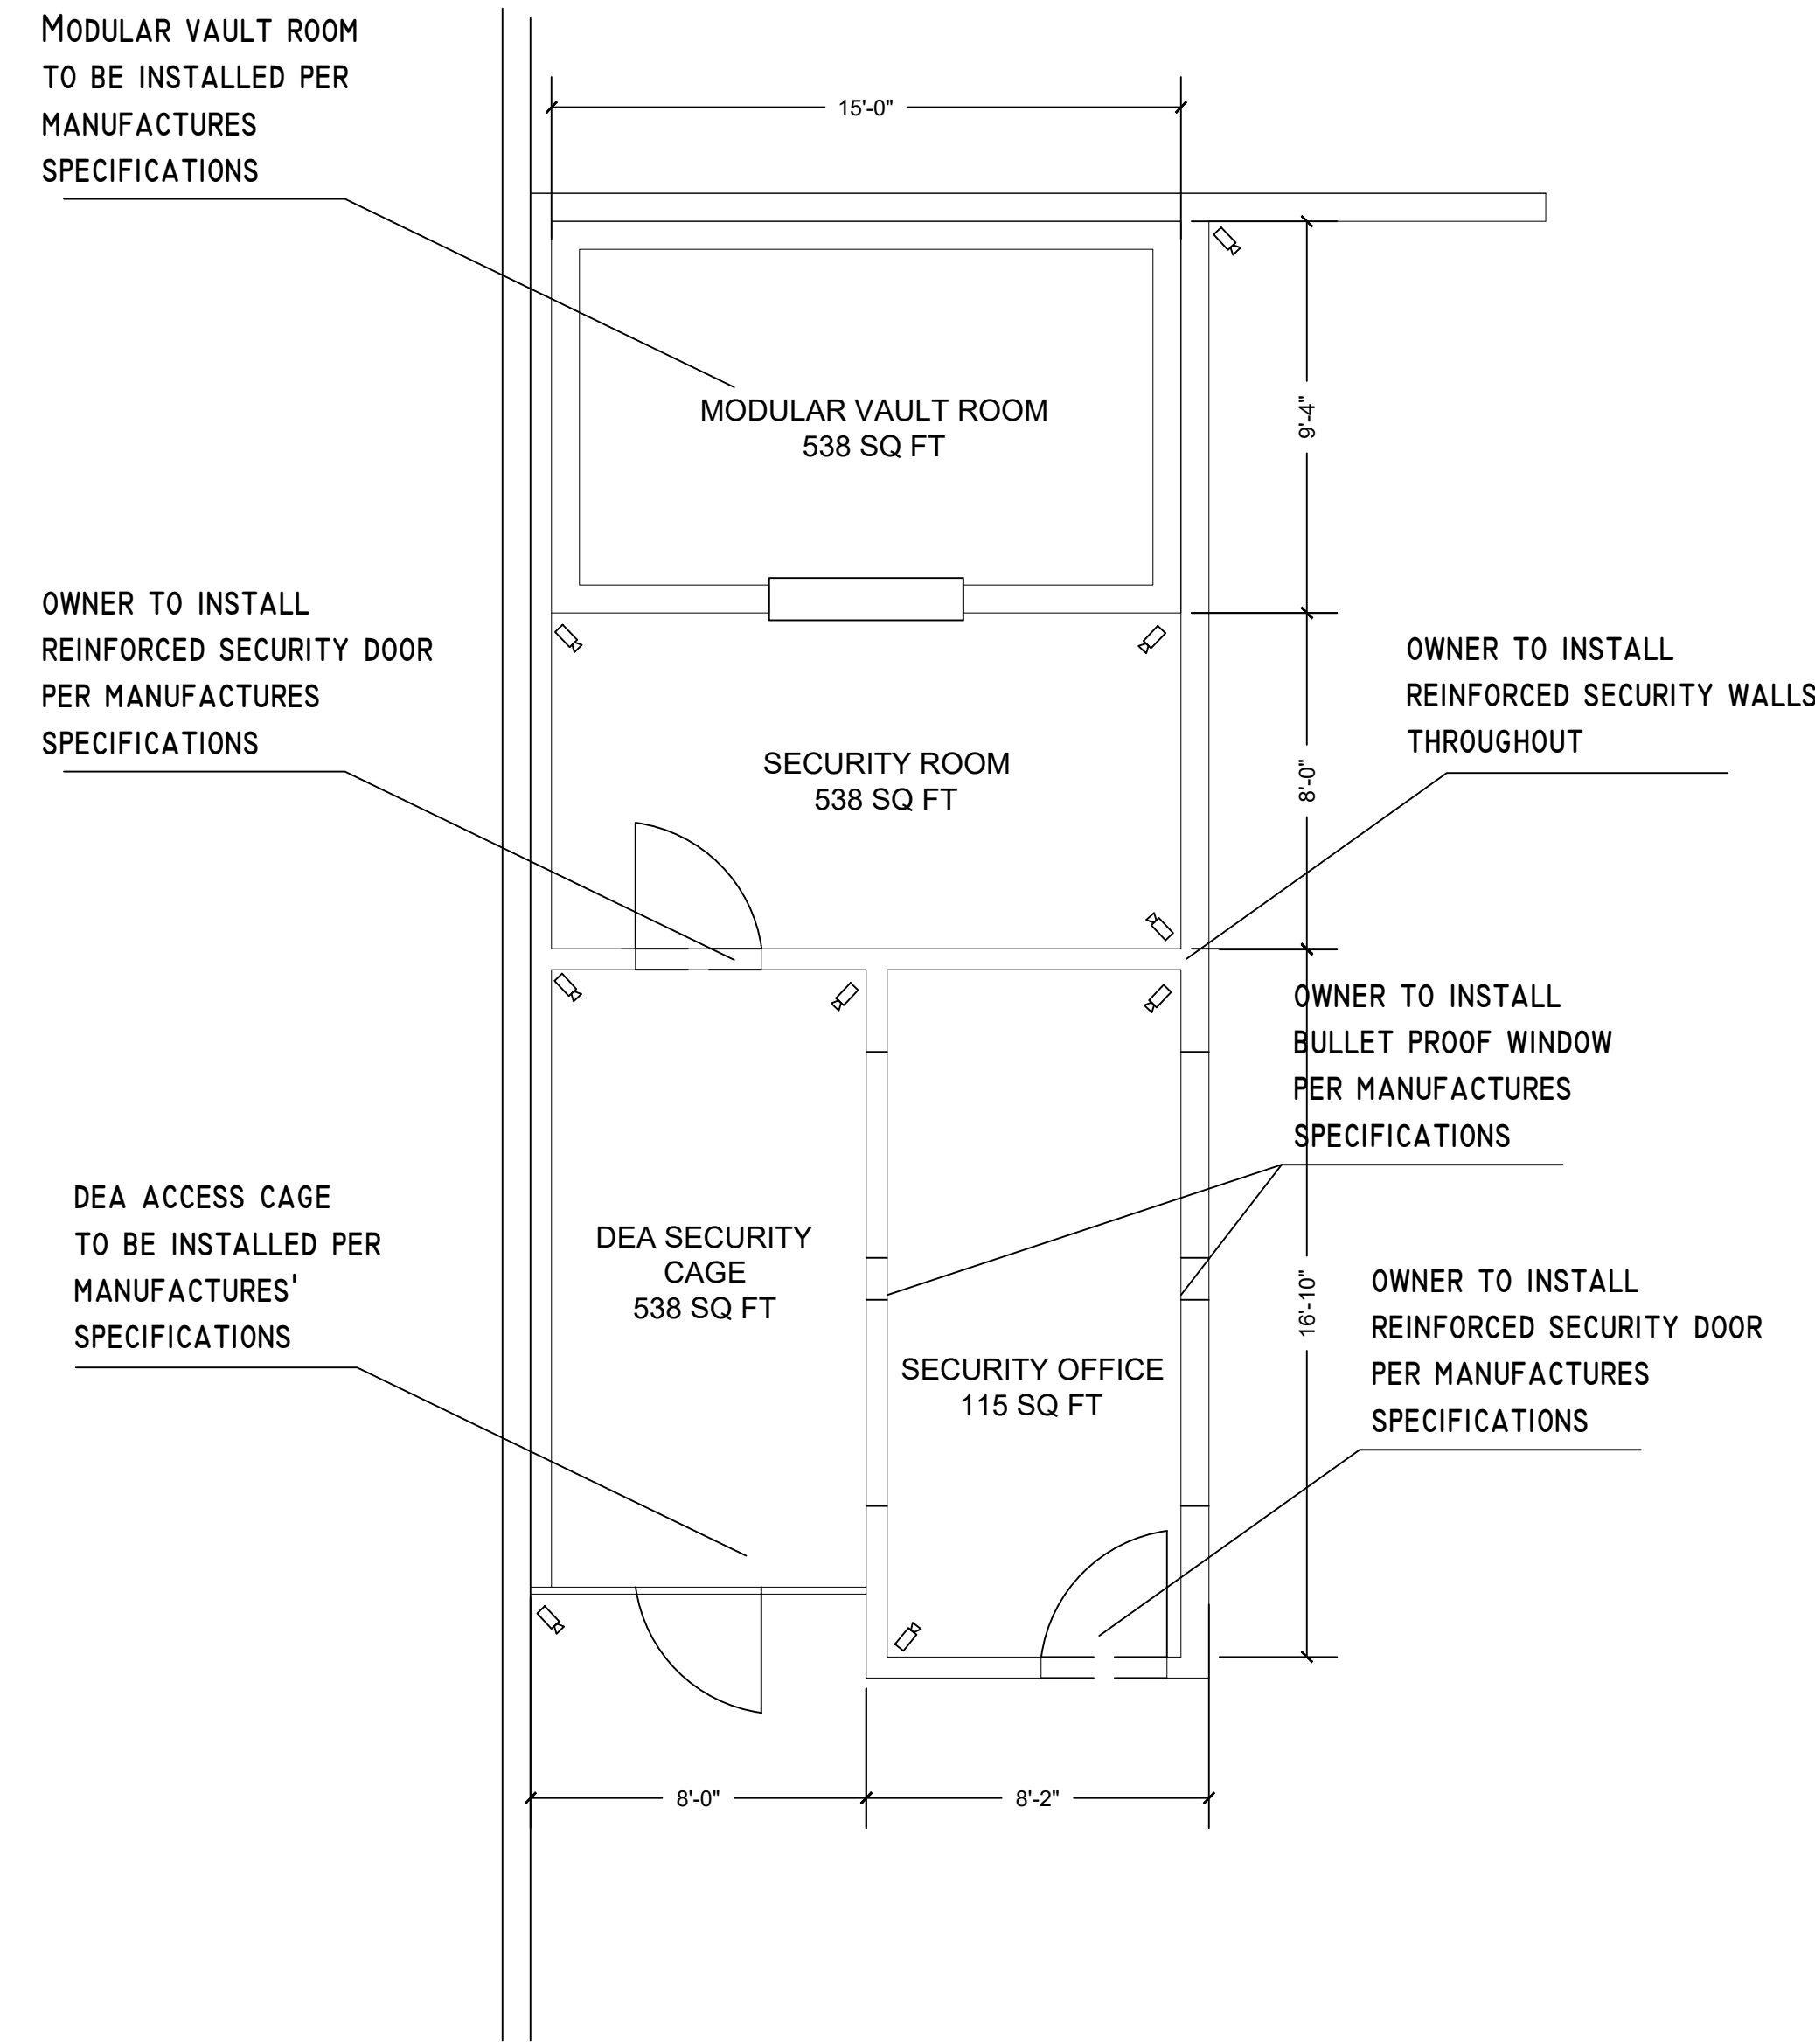 MODULAR VAULT ROOM
TO BE INSTALLED PER
MANUFACTURES
SPECIFICATIONS
15'-0"
MODULAR VAULT ROOM
538 SQ FT
9'-4"
OWNER TO INSTALL
REINFORCED SECURITY DOOR
PER MANUFACTURES
SPECIFICATIONS
OWNER TO INSTALL
REINFORCED SECURITY WALLS
THROUGHOUT
SECURITY ROOM
538 SQ FT
8'-0"
OWNER TO INSTALL
BULLET PROOF WINDOW
PER MANUFACTURES
SPECIFICATIONS
DEA ACCESS CAGE
TO BE INSTALLED PER
MANUFACTURES'
SPECIFICATIONS
DEA SECURITY
CAGE
538 SQ FT
SECURITY OFFICE
115 SQ FT
16'-10"
OWNER TO INSTALL
REINFORCED SECURITY DOOR
PER MANUFACTURES
SPECIFICATIONS
8'-0"
8'-2"